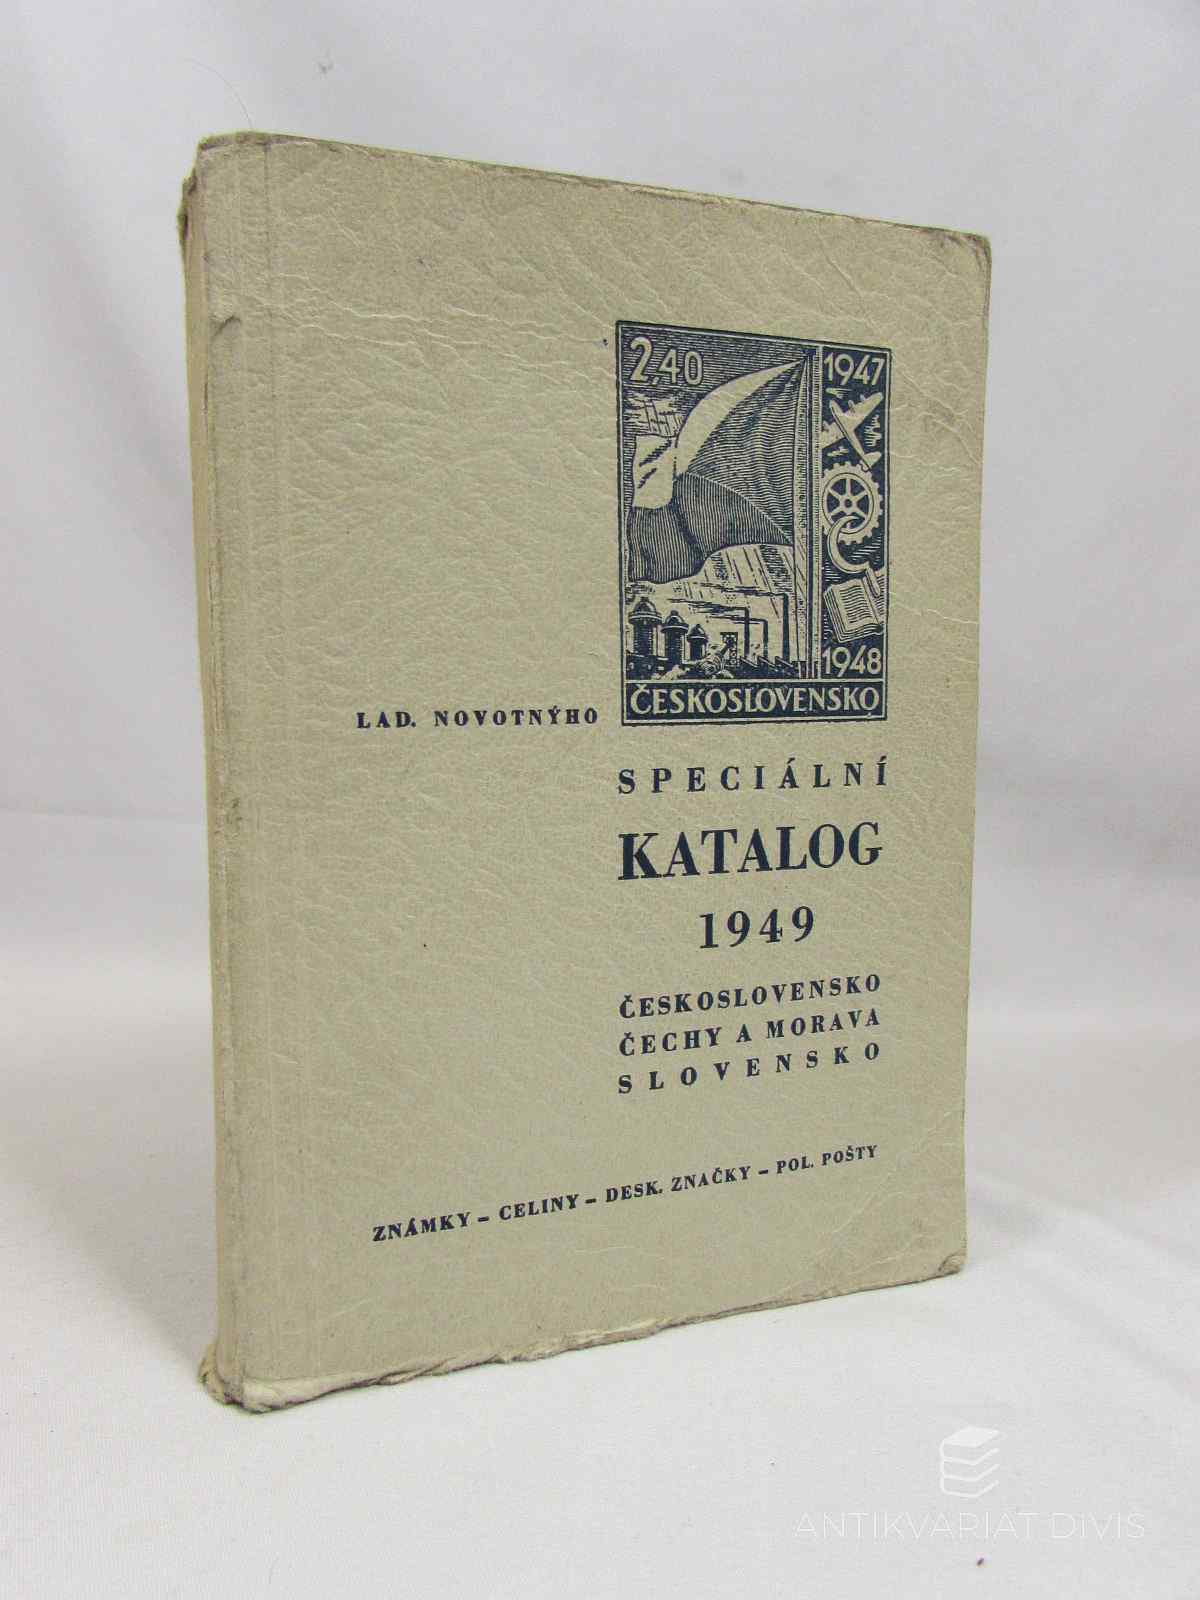 2,40
1947
1948
ČESKOSLOVENSKO
LAD. NOVOTNÝHO
SPECIÁLNÍ
KATALOG
1949
ČESKOSLOVENSKO
ČECHY A MORAVA
SLOVENSKO
ZNÁMKY – CELINY – DESK. ZNAČKY – POL. POŠTY
ANTIKVARIAT DIVIS